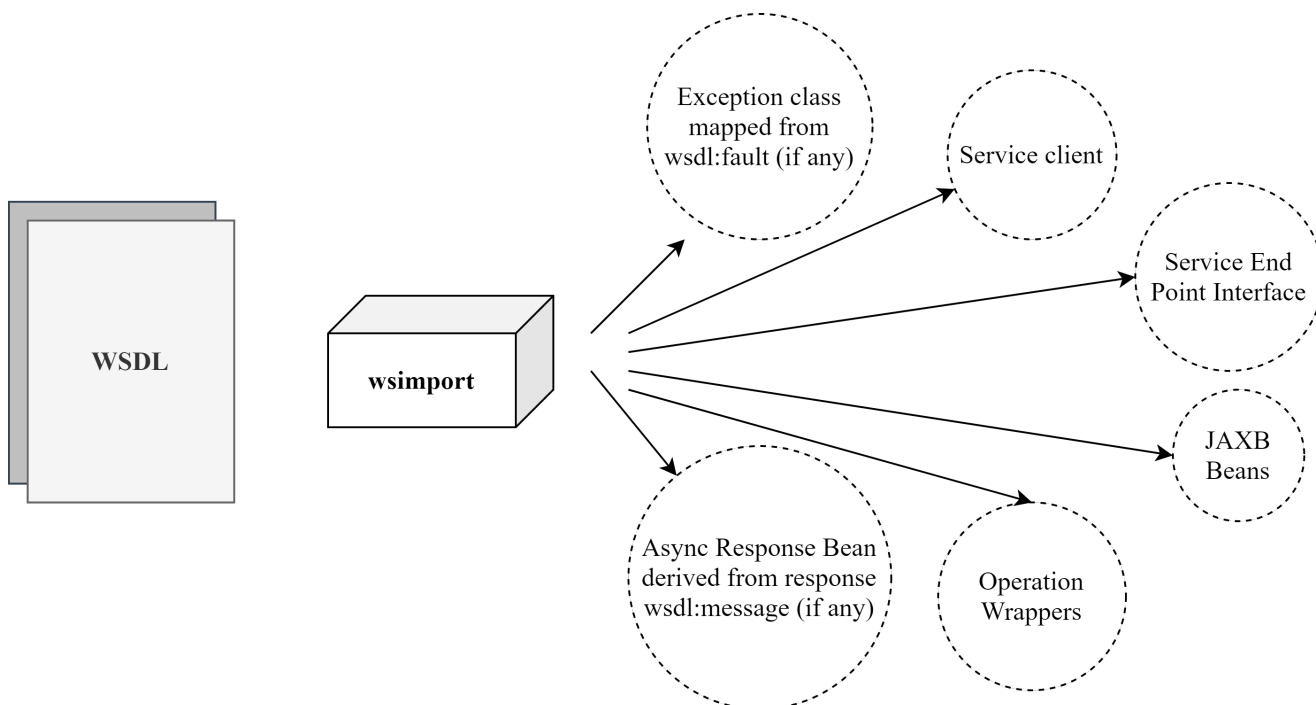 Exception class
mapped from
wsdl:fault (if any)
Service client
Service End
Point Interface
WSDL
wsimport
JAXB
Beans
Async Response Bean
derived from response
wsdl:message (if any)
Operation
Wrappers